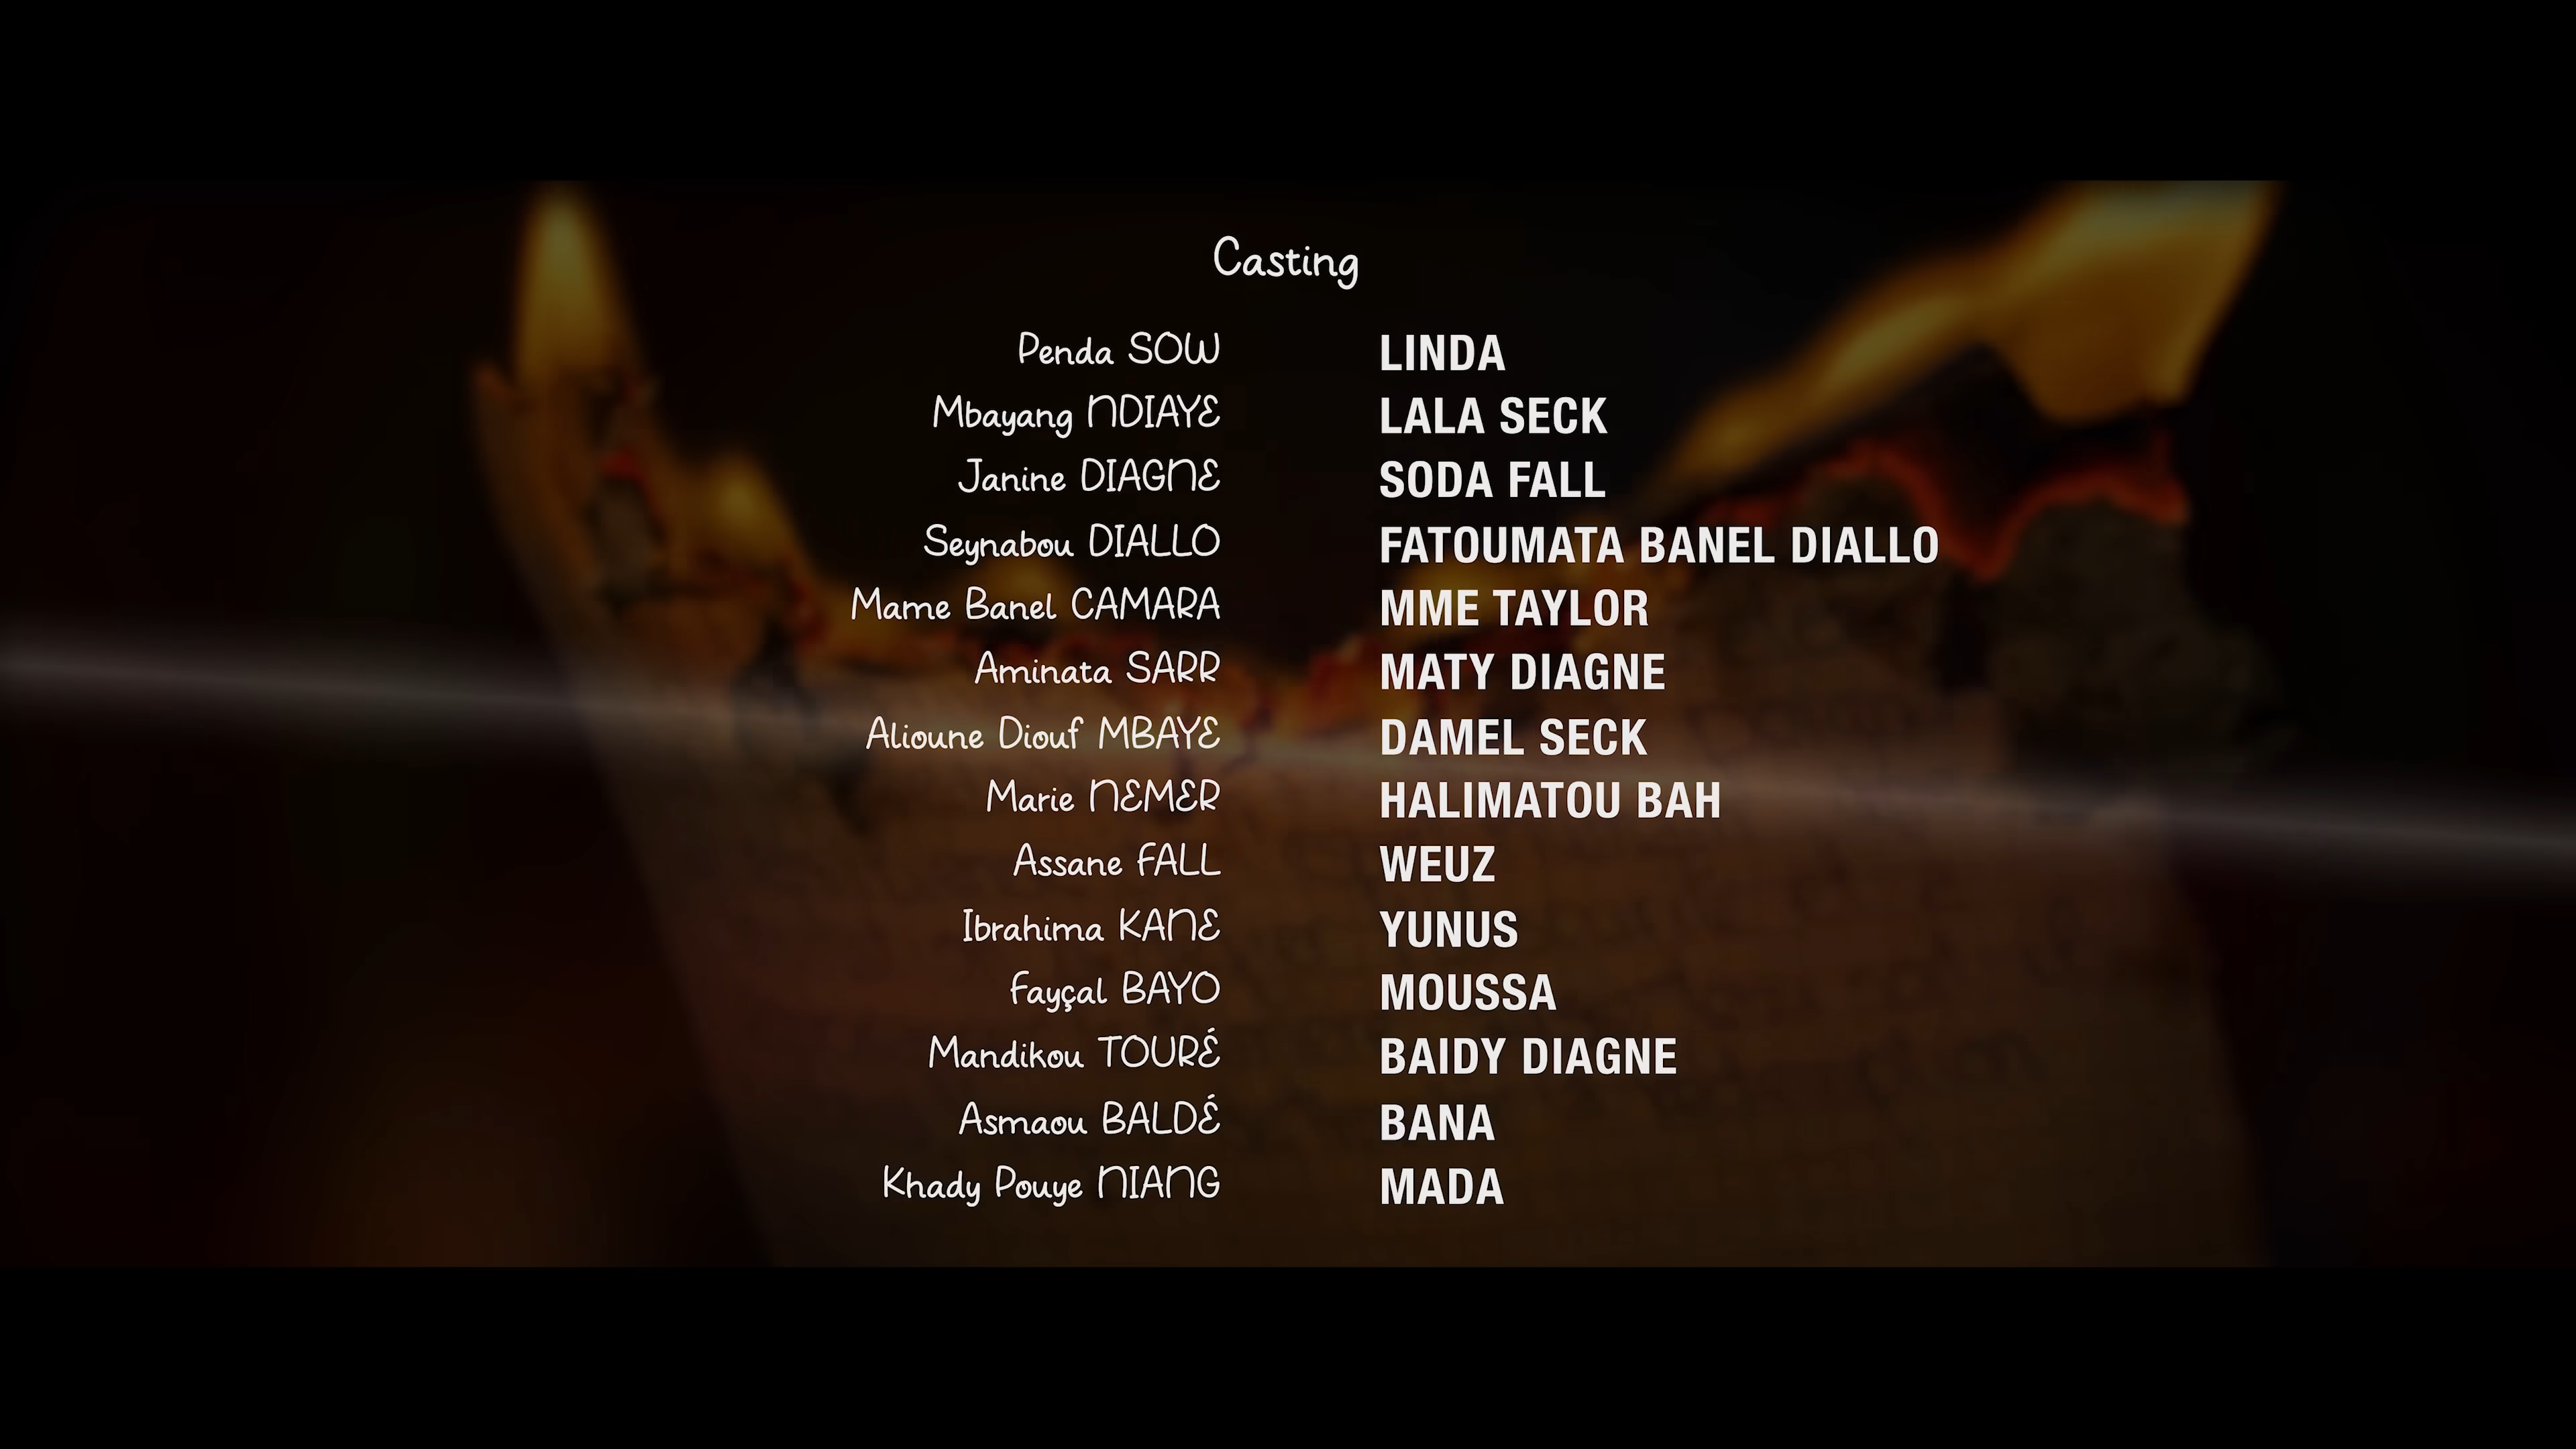 Casting
Penda SOW LINDA
Mbayang NDIAYE LALA SECK
Janine DIAGNE SODA FALL
Seynabou DIALLO FATOUMATA BANEL DIALLO
Mame Banel CAMARA MME TAYLOR
Aminata SARR MATY DIAGNE
Alioune Diouf MBAYE DAMEL SECK
Marie NEMER HALIMATOU BAH
Assane FALL WEUZ
Ibrahima KANE YUNUS
Fayçal BAYO MOUSSA
Mandikou TOURÉ BAIDY DIAGNE
Asmaou BALDÉ BANA
Khady Pouye NIANG MADA